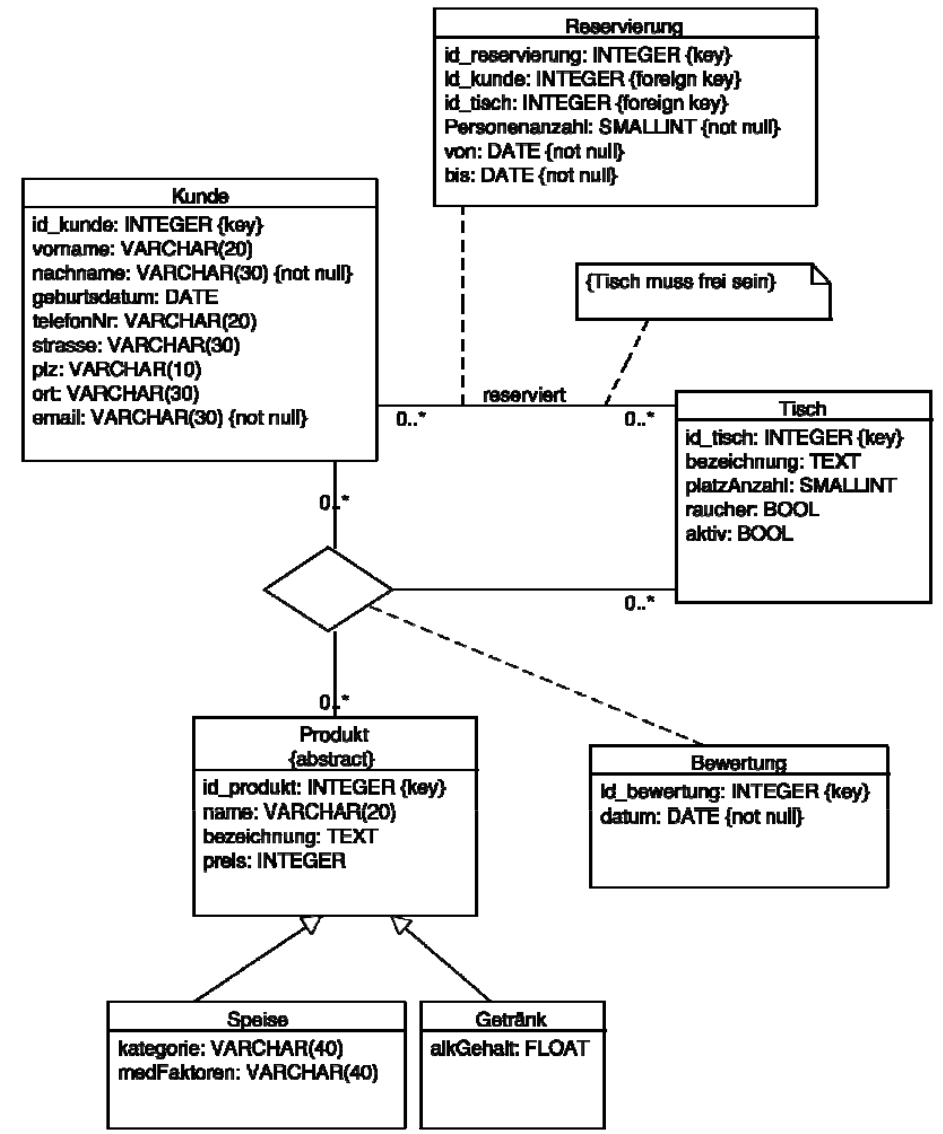 Reservierung
id_reservierung: INTEGER {key}
id_kunde: INTEGER {foreign key}
id_tisch: INTEGER {foreign key}
Personenanzahl: SMALLINT {not null}
von: DATE {not null}
bis: DATE {not null}
Kunde
id_kunde: INTEGER {key}
vorname: VARCHAR(20)
nachname: VARCHAR(30) {not null}
geburtsdatum: DATE
telefonNr: VARCHAR(20)
strasse: VARCHAR(30)
plz: VARCHAR(10)
ort: VARCHAR(30)
email: VARCHAR(30) {not null}
{Tisch muss frei sein}
reserviert
0..*
0..*
Tisch
id_tisch: INTEGER {key}
bezeichnung: TEXT
platzAnzahl: SMALLINT
raucher: BOOL
aktiv: BOOL
0..*
0..*
0..*
Produkt
{abstract}
id_produkt: INTEGER {key}
name: VARCHAR(20)
bezeichnung: TEXT
preis: INTEGER
Bewertung
id_bewertung: INTEGER {key}
datum: DATE {not null}
Speise
kategorie: VARCHAR(40)
medFaktoren: VARCHAR(40)
Getränk
alkGehalt: FLOAT